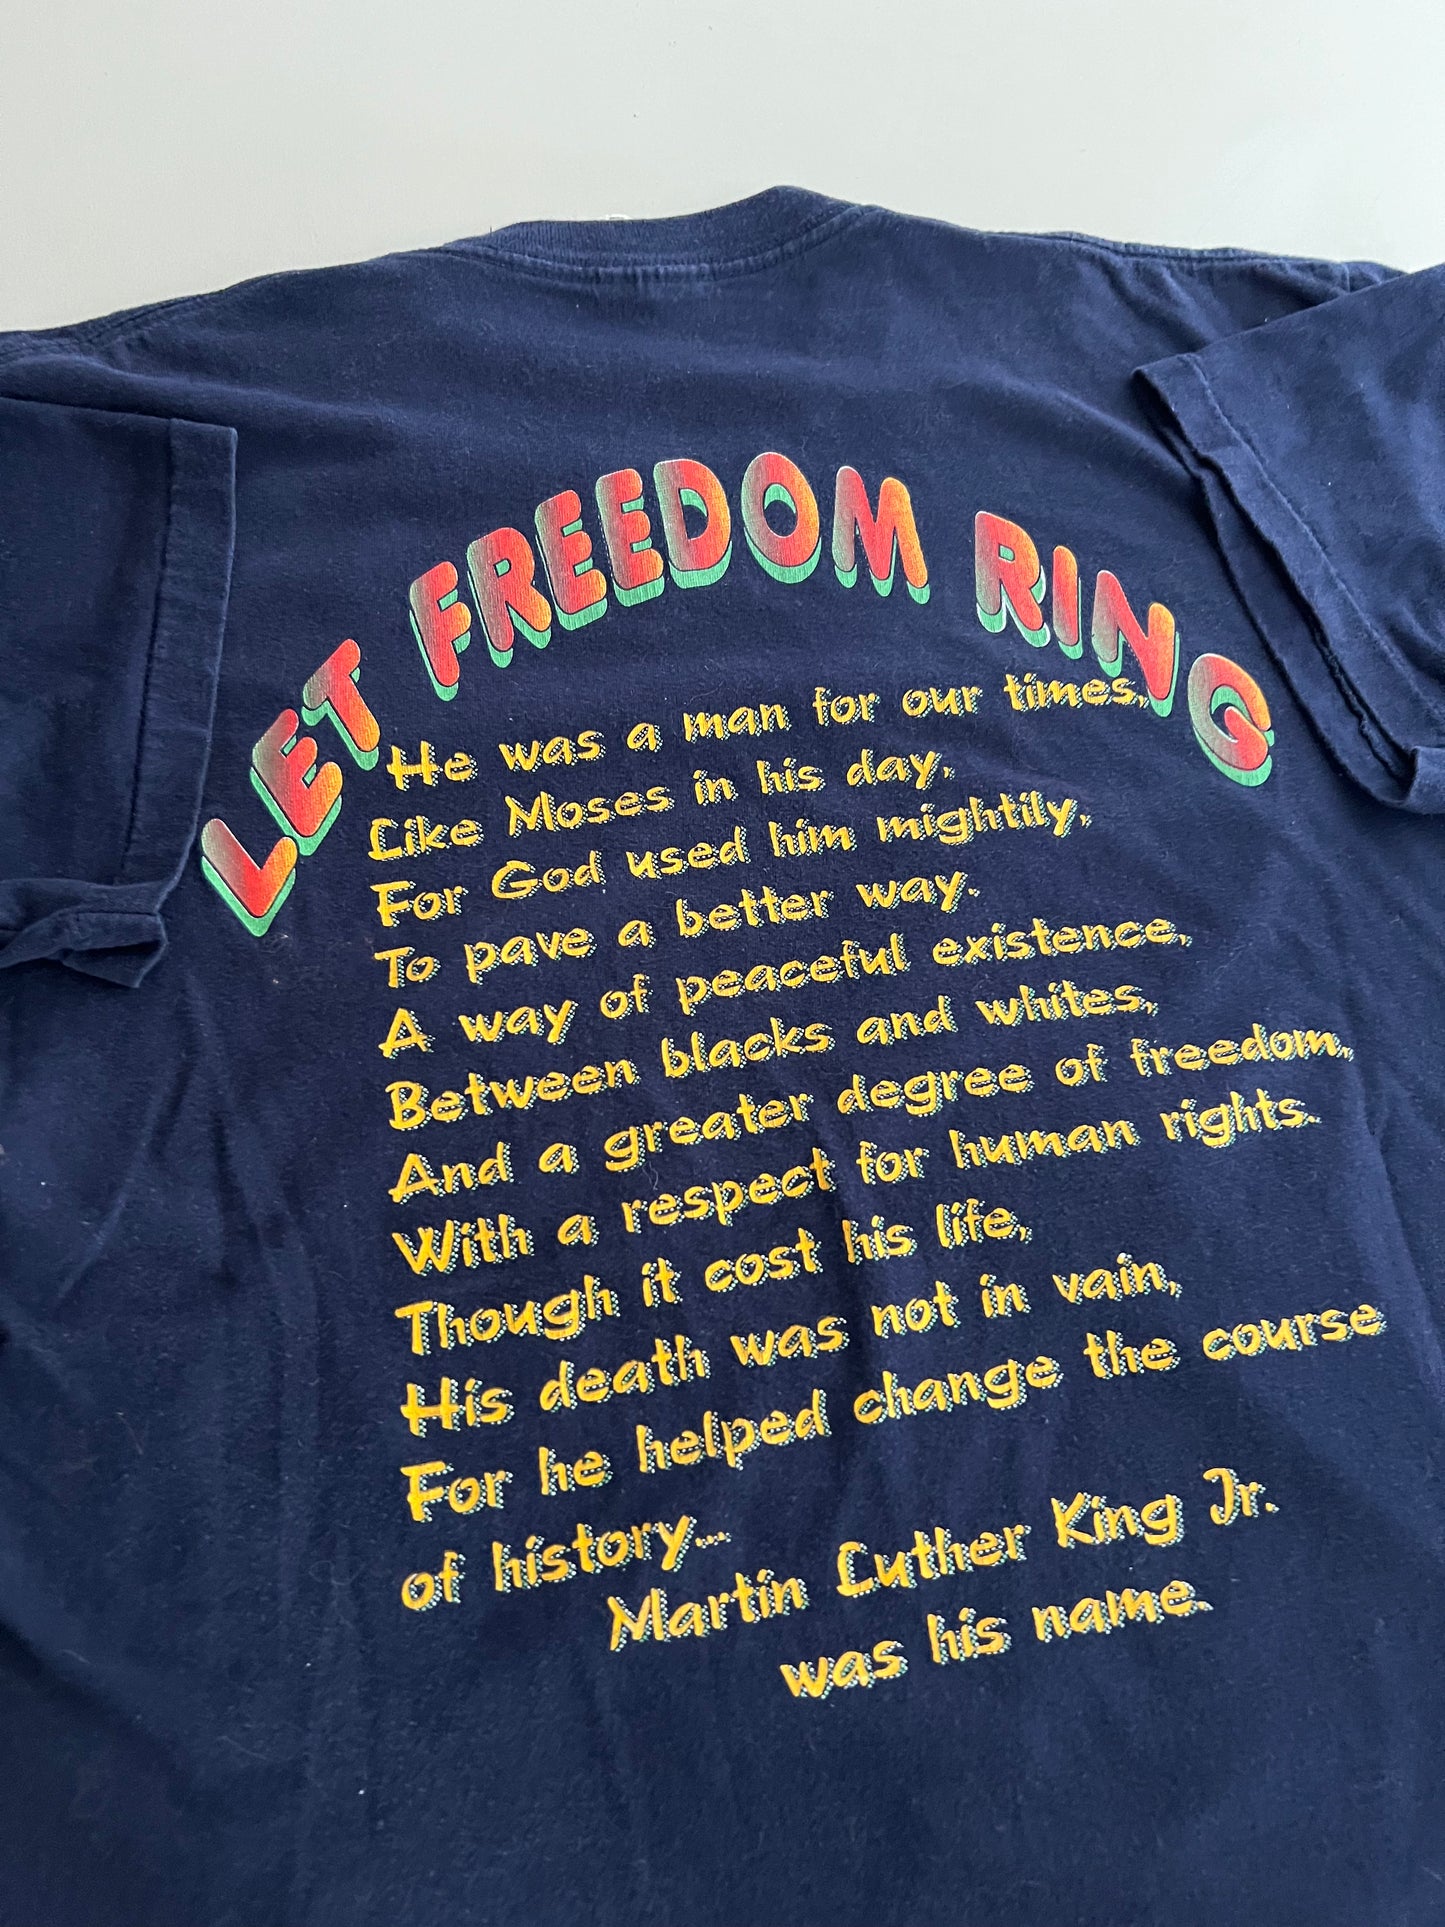 LET FREEDOM RING
He was a man for our times,
Like Moses in his day,
For God used him mightily,
To pave a better way.
A way of peaceful existence,
Between blacks and whites,
And a greater degree of freedom,
With a respect for human rights.
Though it cost his life,
His death was not in vain,
For he helped change the course
of history...
Martin Luther King Jr.
was his name.